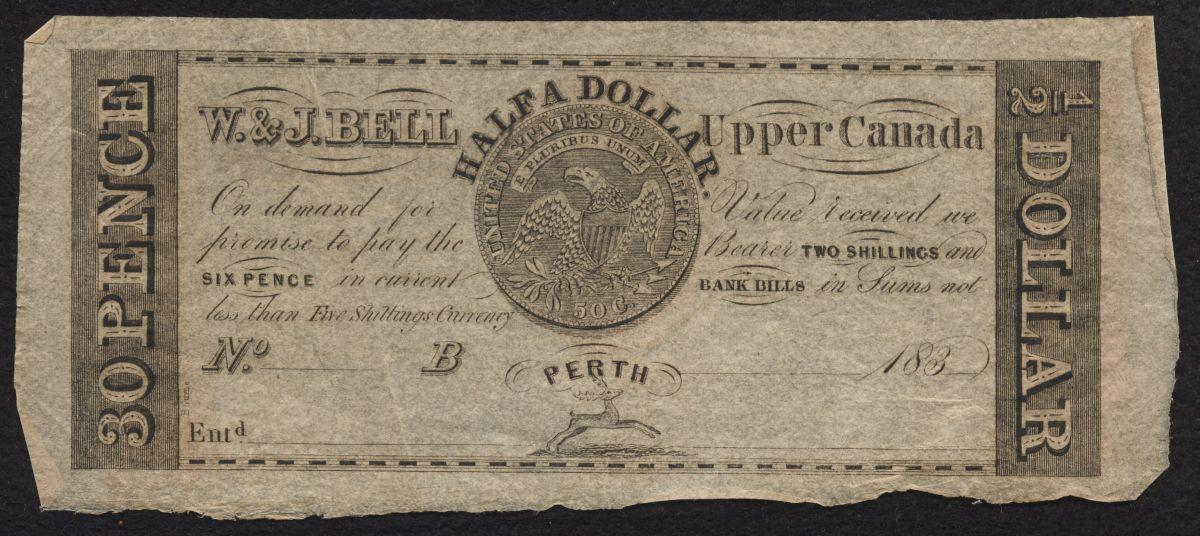 30 PENCE
W. & J. BELL
HALF A DOLLAR.
Upper Canada
UNITED STATES OF AMERICA
E PLURIBUS UNUM
50 C.
On demand for Value received we
promise to pay the Bearer TWO SHILLINGS and
SIX PENCE in current BANK BILLS in Sums not
less than Five Shillings Currency
No. B 183
PERTH
Entd
1/2 DOLLAR